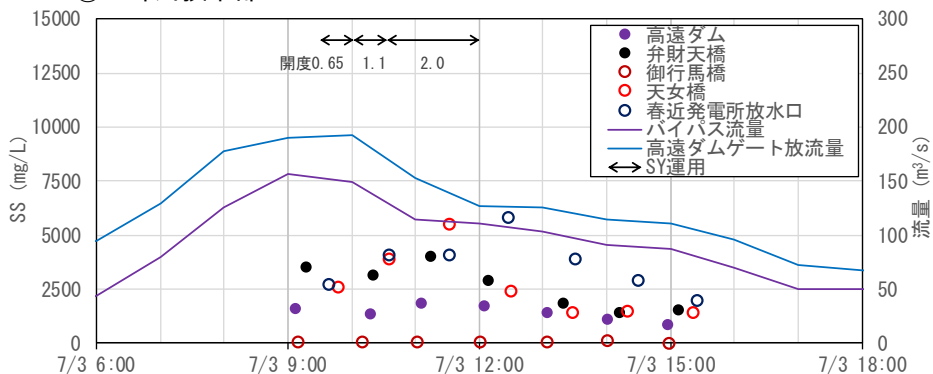 15000
12500
10000
7500
5000
2500
0
SS (mg/L)
300
250
200
150
100
50
0
流量 (m³/s)
7/3 6:00
7/3 9:00
7/3 12:00
7/3 15:00
7/3 18:00
開度0.65
1.1
2.0
高遠ダム
弁財天橋
御行馬橋
天女橋
春近発電所放水口
バイパス流量
高遠ダムゲート放流量
SY運用